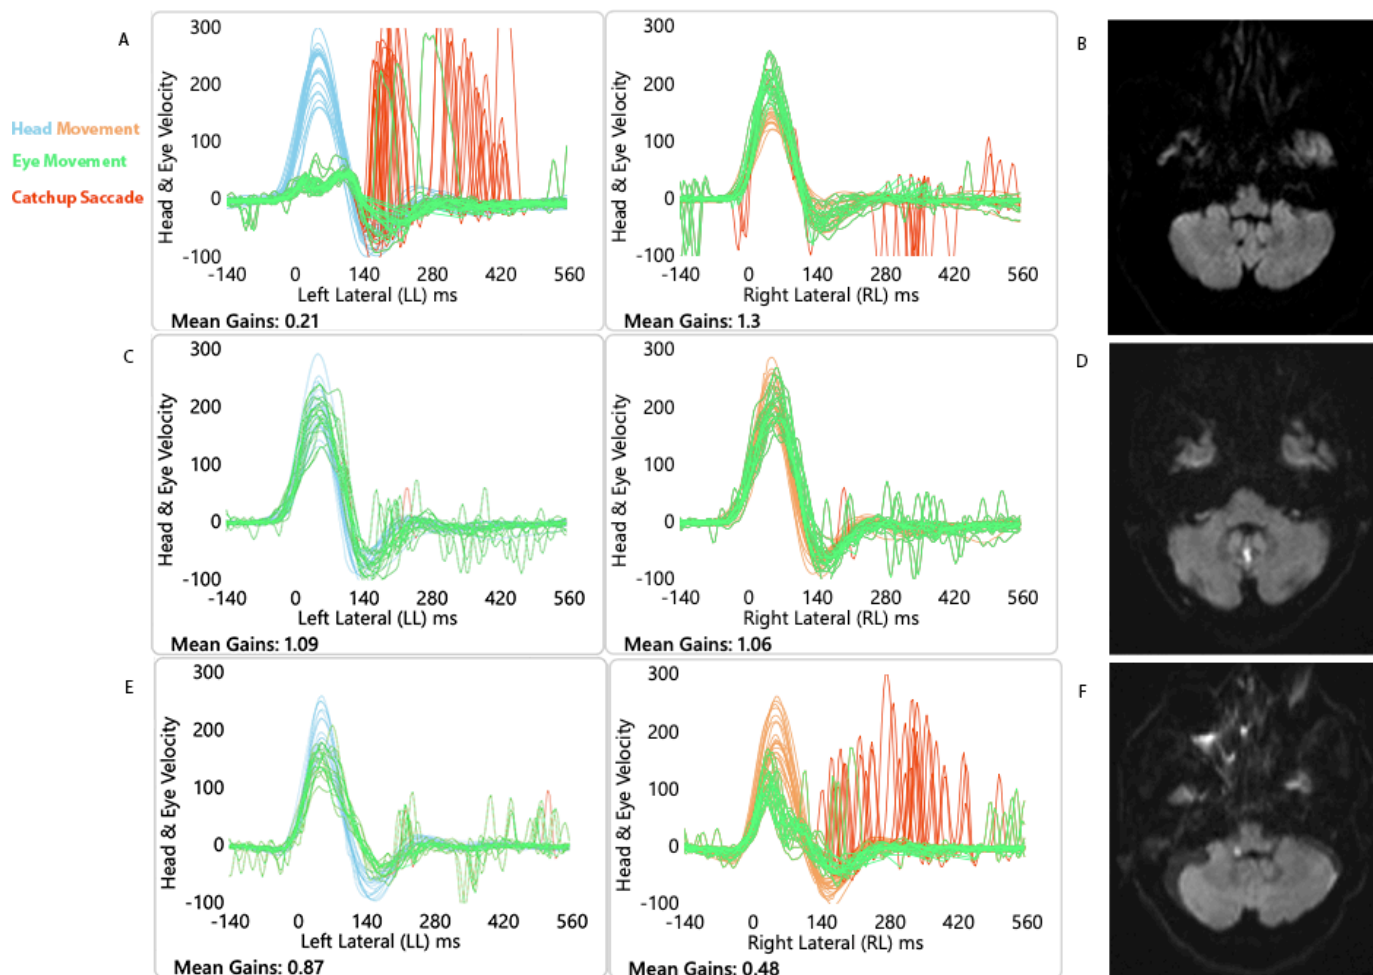 A
B
Head Movement
Eye Movement
Catchup Saccade
Head & Eye Velocity
300
200
100
0
-100
-140 0 140 280 420 560
Left Lateral (LL) ms
Mean Gains: 0.21
Head & Eye Velocity
300
200
100
0
-100
-140 0 140 280 420 560
Right Lateral (RL) ms
Mean Gains: 1.3
C
D
Head & Eye Velocity
300
200
100
0
-100
-140 0 140 280 420 560
Left Lateral (LL) ms
Mean Gains: 1.09
Head & Eye Velocity
300
200
100
0
-100
-140 0 140 280 420 560
Right Lateral (RL) ms
Mean Gains: 1.06
E
F
Head & Eye Velocity
300
200
100
0
-100
-140 0 140 280 420 560
Left Lateral (LL) ms
Mean Gains: 0.87
Head & Eye Velocity
300
200
100
0
-100
-140 0 140 280 420 560
Right Lateral (RL) ms
Mean Gains: 0.48